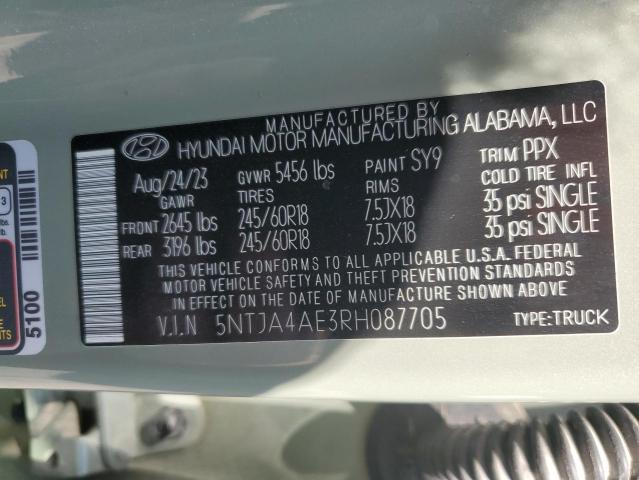 MANUFACTURED BY
HYUNDAI MOTOR MANUFACTURING ALABAMA, LLC
Aug/24/23 GVWR 5456 lbs PAINT SY9 TRIM PPX
GAWR TIRES RIMS COLD TIRE INFL
FRONT 2645 lbs 245/60R18 7.5JX18 35 psi SINGLE
REAR 3196 lbs 245/60R18 7.5JX18 35 psi SINGLE
THIS VEHICLE CONFORMS TO ALL APPLICABLE U.S.A. FEDERAL
MOTOR VEHICLE SAFETY AND THEFT PREVENTION STANDARDS
IN EFFECT ON THE DATE OF MANUFACTURE SHOWN ABOVE.
V.I.N 5NTJA4AE3RH087705 TYPE:TRUCK
5100